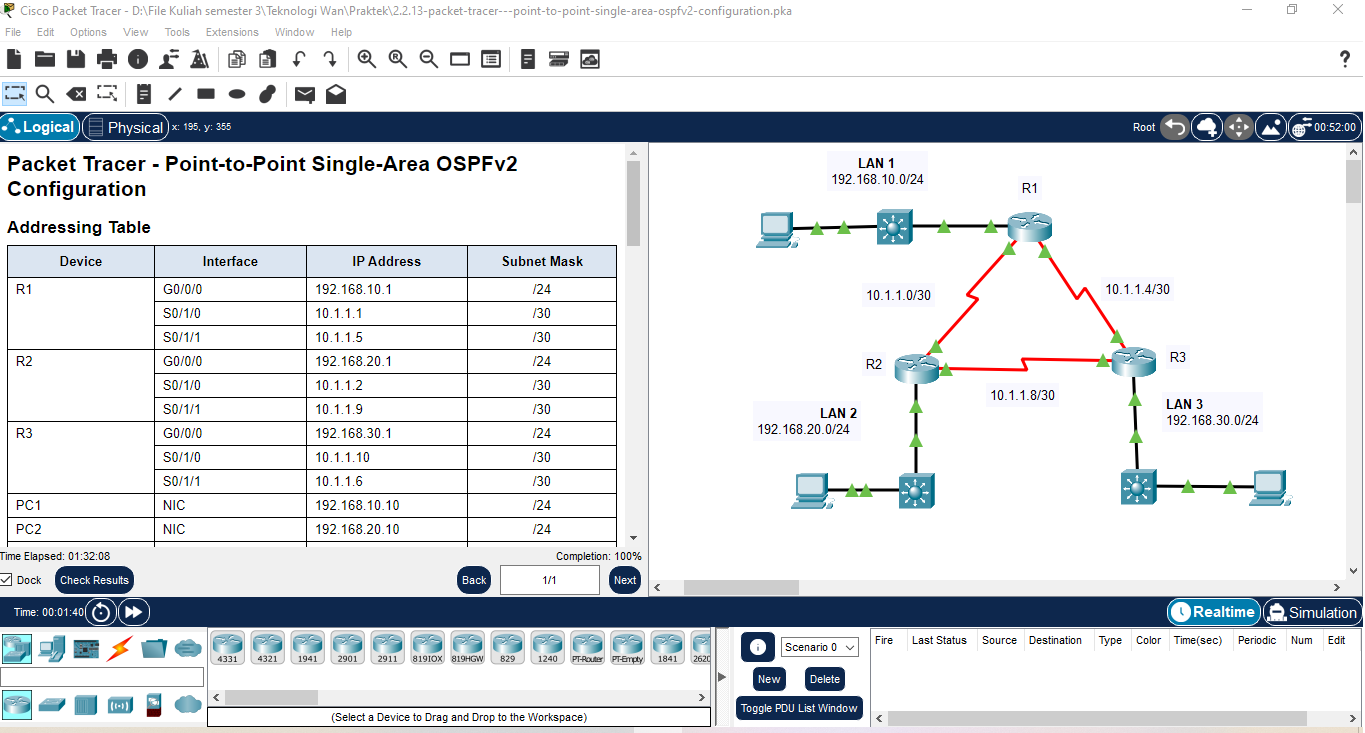 Cisco Packet Tracer - D:\File Kuliah semester 3\Teknologi Wan\Praktek\2.2.13-packet-tracer---point-to-point-single-area-ospfv2-configuration.pka
File Edit Options View Tools Extensions Window Help
Logical Physical x: 195, y: 355 Root 00:52:00
Packet Tracer - Point-to-Point Single-Area OSPFv2
Configuration
Addressing Table
Device Interface IP Address Subnet Mask
R1 G0/0/0 192.168.10.1 /24
S0/1/0 10.1.1.1 /30
S0/1/1 10.1.1.5 /30
R2 G0/0/0 192.168.20.1 /24
S0/1/0 10.1.1.2 /30
S0/1/1 10.1.1.9 /30
R3 G0/0/0 192.168.30.1 /24
S0/1/0 10.1.1.10 /30
S0/1/1 10.1.1.6 /30
PC1 NIC 192.168.10.10 /24
PC2 NIC 192.168.20.10 /24
Time Elapsed: 01:32:08 Completion: 100%
Dock Check Results Back 1/1 Next
LAN 1
192.168.10.0/24
R1
10.1.1.0/30
10.1.1.4/30
R2
R3
10.1.1.8/30
LAN 2
192.168.20.0/24
LAN 3
192.168.30.0/24
Time: 00:01:40 Realtime Simulation
4331 4321 1941 2901 2911 819IOX 819HGW 829 1240 PT-Router PT-Empty 1841 2620
(Select a Device to Drag and Drop to the Workspace)
Scenario 0
New Delete
Toggle PDU List Window
Fire Last Status Source Destination Type Color Time(sec) Periodic Num Edit